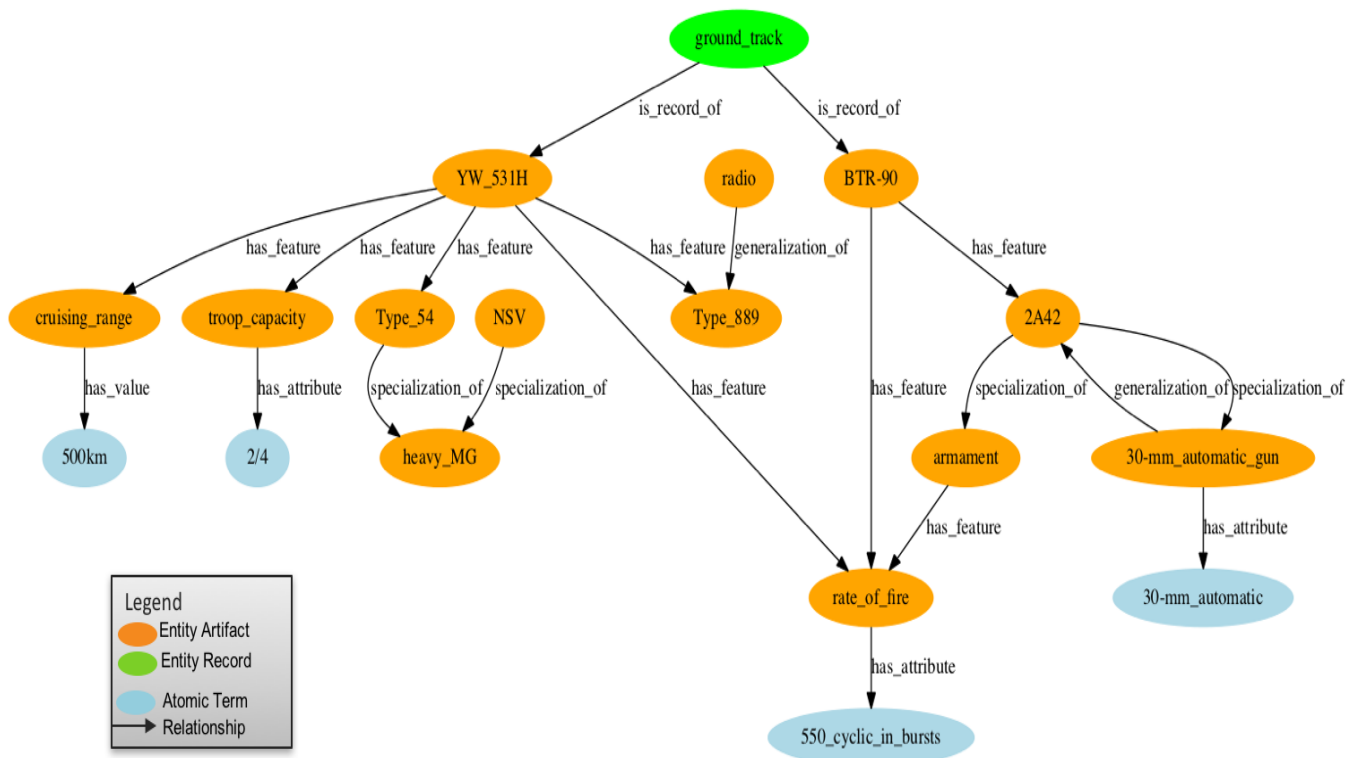 ground_track
is_record_of
is_record_of
YW_531H
radio
BTR-90
has_feature
has_feature
has_feature
has_feature
generalization_of
has_feature
cruising_range
troop_capacity
Type_54
NSV
Type_889
2A42
has_value
has_attribute
specialization_of
specialization_of
has_feature
has_feature
specialization_of
generalization_of
specialization_of
500km
2/4
heavy_MG
armament
30-mm_automatic_gun
has_feature
has_attribute
rate_of_fire
30-mm_automatic
has_attribute
550_cyclic_in_bursts
Legend
Entity Artifact
Entity Record
Atomic Term
Relationship